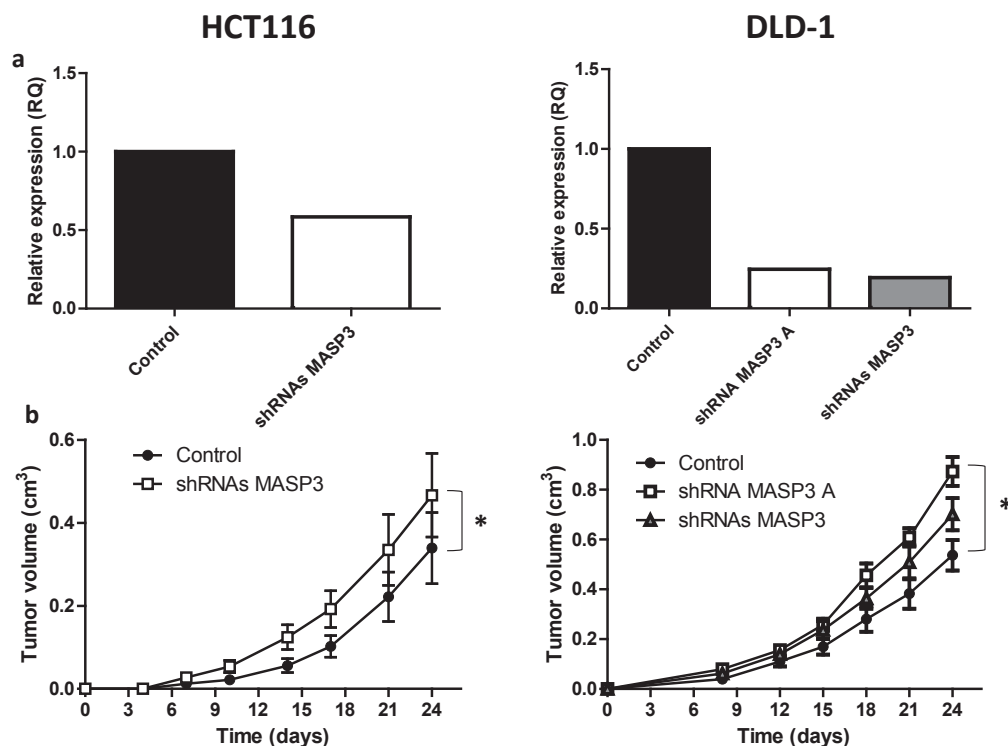 HCT116
DLD-1
a
Relative expression (RQ)
1.5
1.0
0.5
0.0
Control
shRNAs MASP3
Relative expression (RQ)
1.5
1.0
0.5
0.0
Control
shRNA MASP3 A
shRNAs MASP3
b
Tumor volume (cm³)
0.6
0.4
0.2
0.0
Control
shRNAs MASP3
*
0 3 6 9 12 15 18 21 24
Time (days)
Tumor volume (cm³)
1.0
0.8
0.6
0.4
0.2
0.0
Control
shRNA MASP3 A
shRNAs MASP3
*
0 3 6 9 12 15 18 21 24
Time (days)